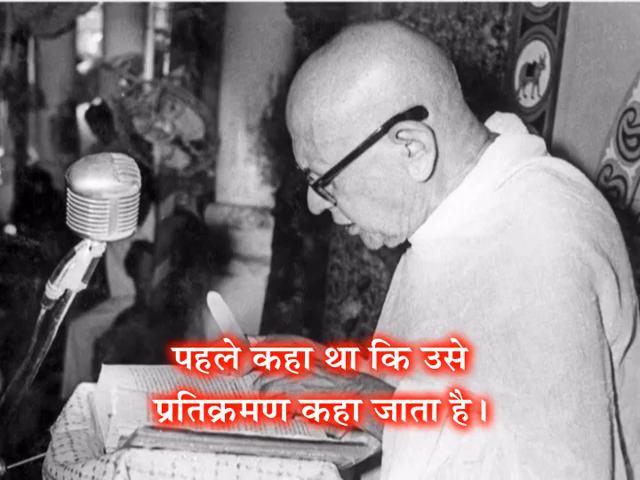 पहले कहा था कि उसे
प्रतिक्रमण कहा जाता है।